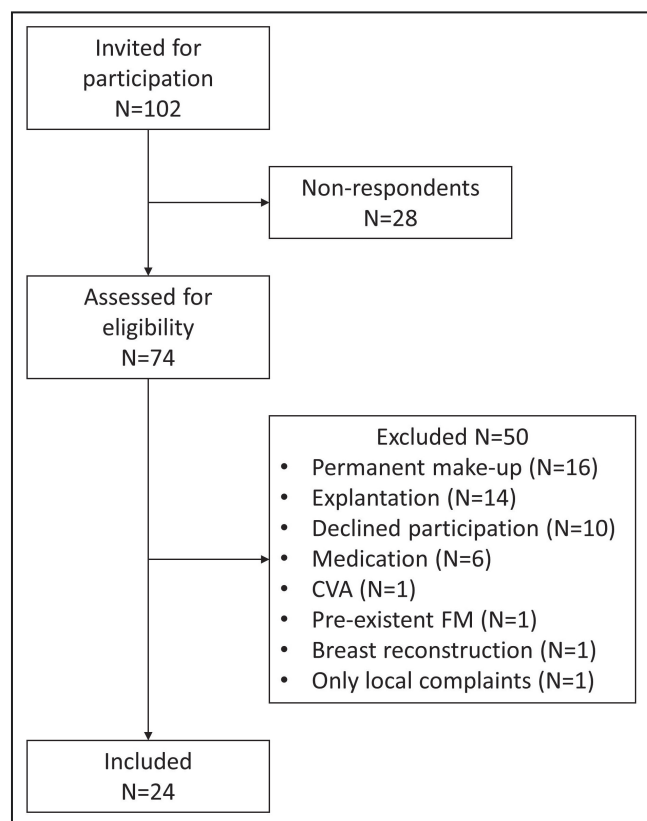 Invited for
participation
N=102
Non-respondents
N=28
Assessed for
eligibility
N=74
Excluded N=50
• Permanent make-up (N=16)
• Explantation (N=14)
• Declined participation (N=10)
• Medication (N=6)
• CVA (N=1)
• Pre-existent FM (N=1)
• Breast reconstruction (N=1)
• Only local complaints (N=1)
Included
N=24